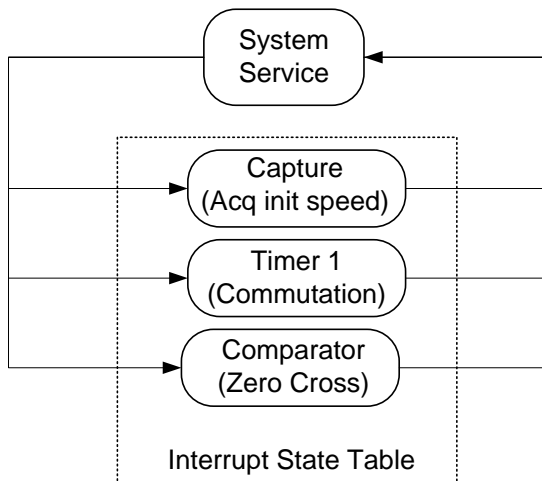 System
Service
Capture
(Acq init speed)
Timer 1
(Commutation)
Comparator
(Zero Cross)
Interrupt State Table